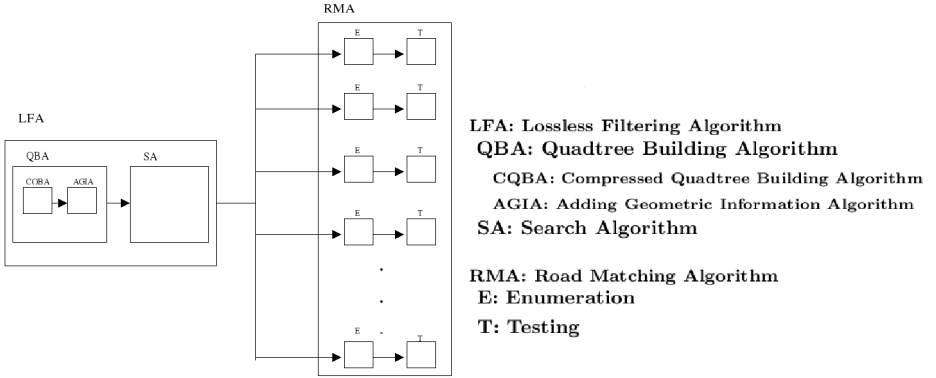 RMA
E T
E T
E T
E T
E T
LFA
QBA SA
COBA AGIA
LFA: Lossless Filtering Algorithm
QBA: Quadtree Building Algorithm
CQBA: Compressed Quadtree Building Algorithm
AGIA: Adding Geometric Information Algorithm
SA: Search Algorithm
RMA: Road Matching Algorithm
E: Enumeration
T: Testing